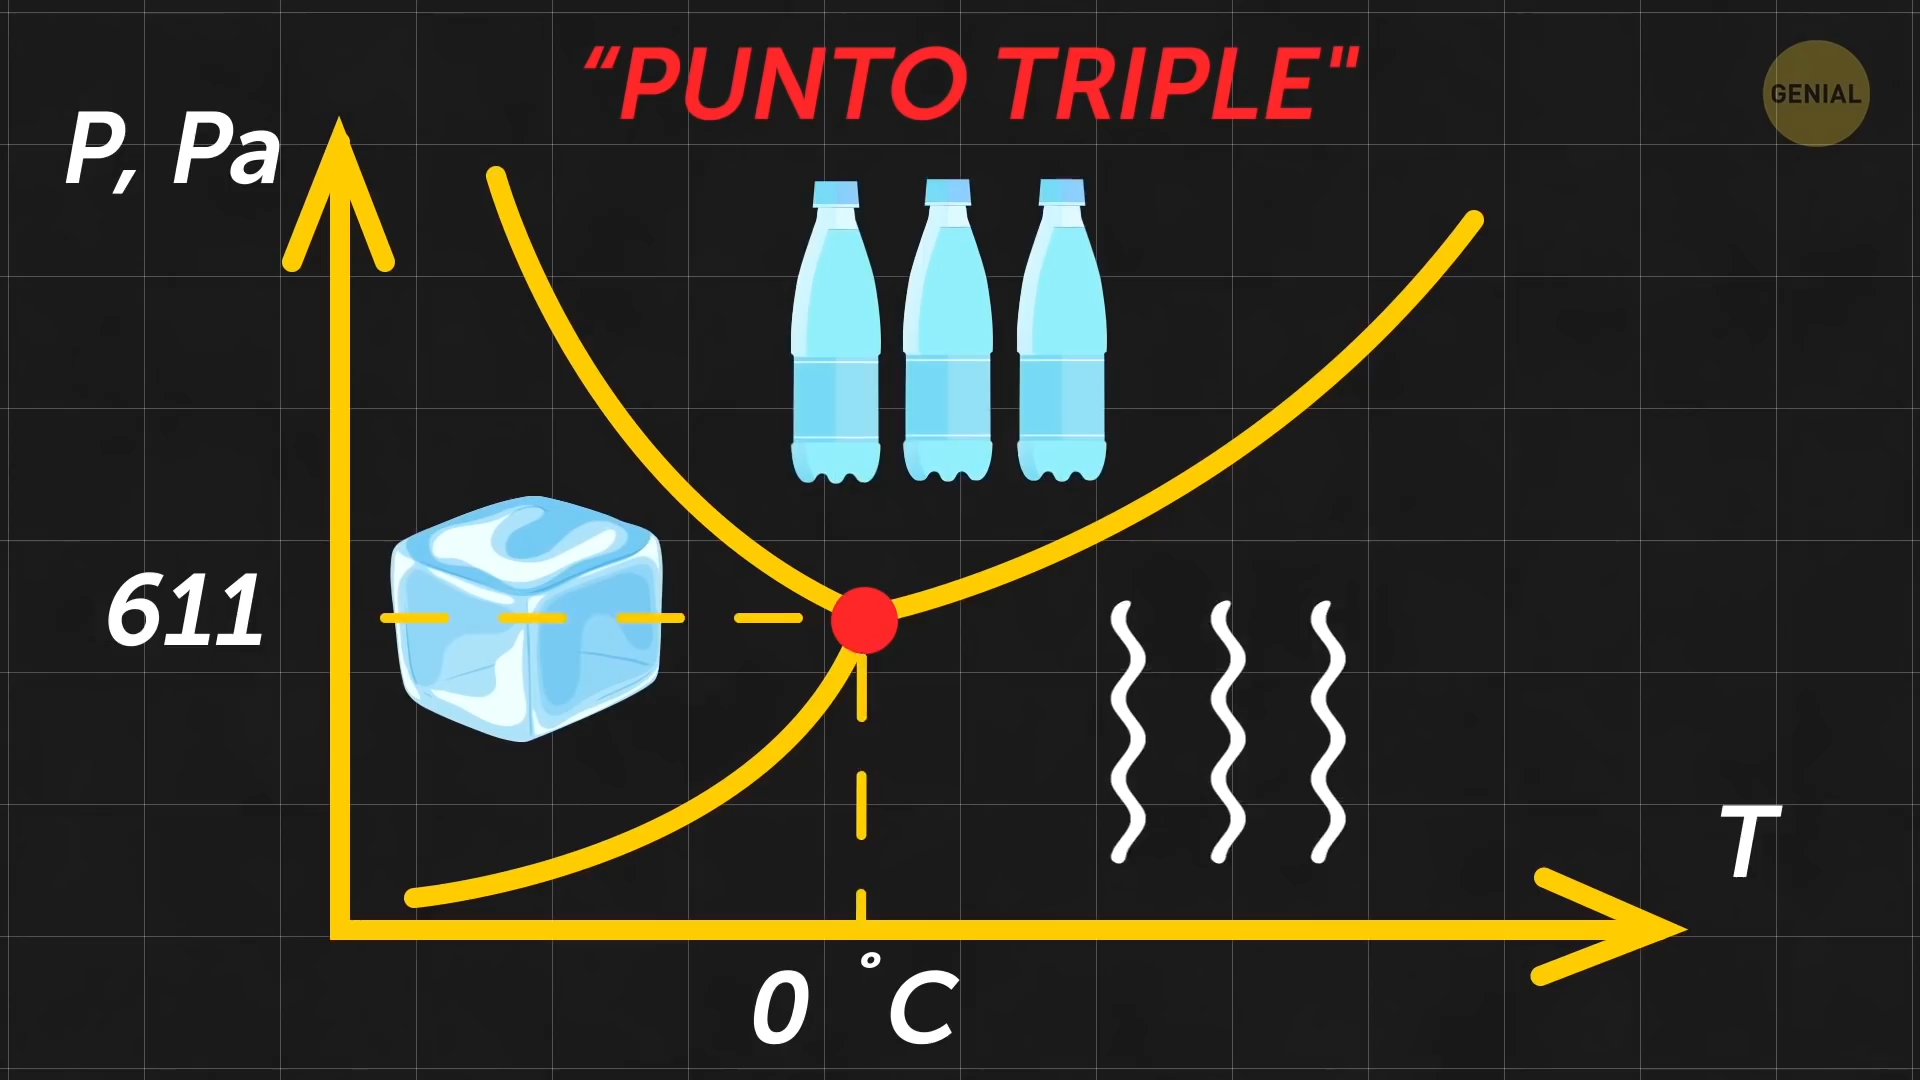 “PUNTO TRIPLE"
GENIAL
P, Pa
611
T
0 °C